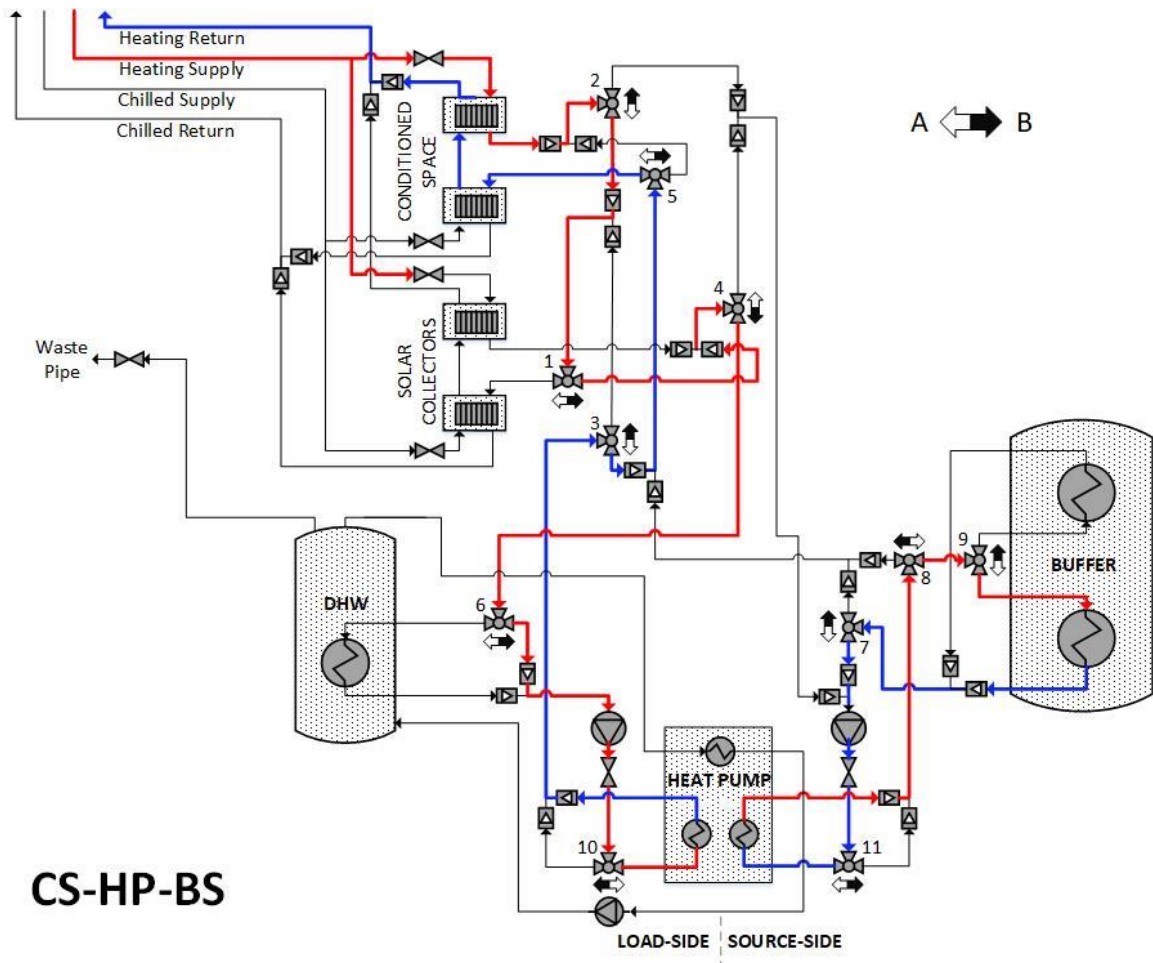 Heating Return
Heating Supply
Chilled Supply
Chilled Return
2
A
B
CONDITIONED
SPACE
5
4
SOLAR
COLLECTORS
1
Waste
Pipe
3
9
8
BUFFER
DHW
6
7
HEAT PUMP
10
11
CS-HP-BS
LOAD-SIDE
SOURCE-SIDE